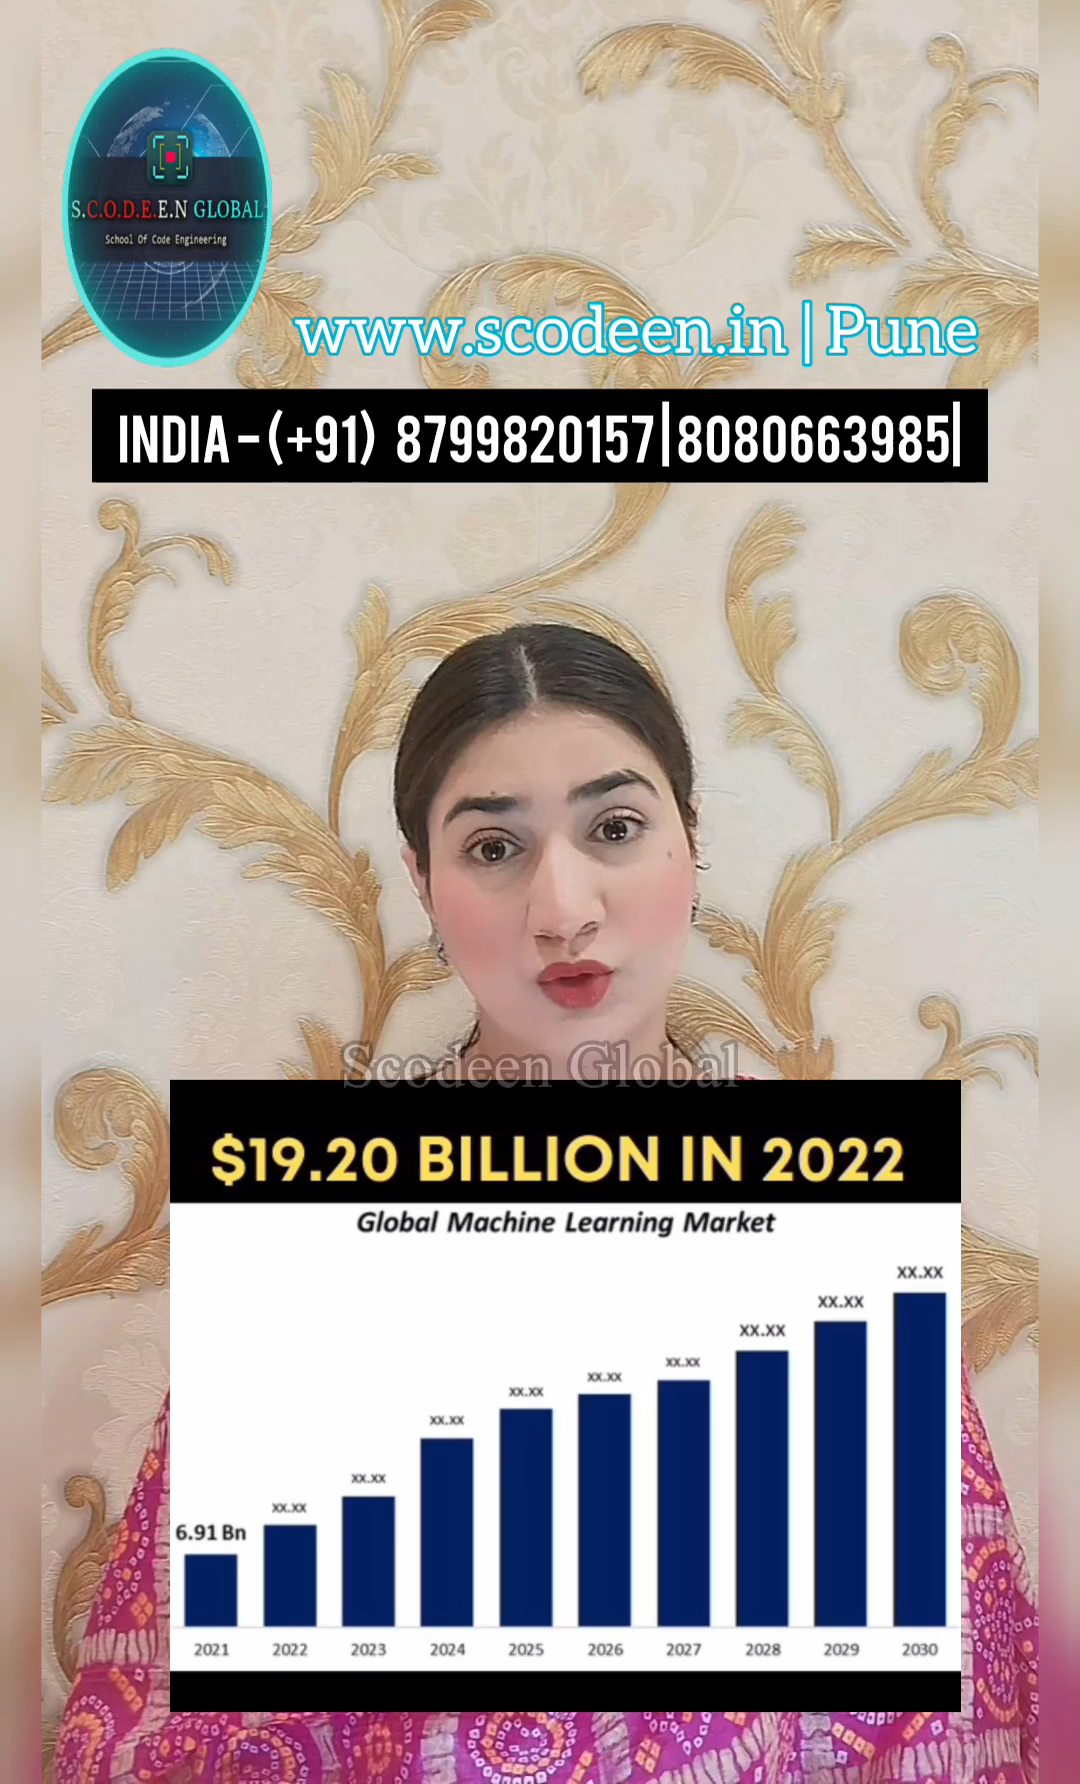 S.C.O.D.E.E.N GLOBAL
School Of Code Engineering
www.scodeen.in | Pune
INDIA - (+91) 8799820157|8080663985|
Scodeen Global
$19.20 BILLION IN 2022
Global Machine Learning Market
6.91 Bn
xx.xx
xx.xx
xx.xx
xx.xx
xx.xx
xx.xx
xx.xx
xx.xx
xx.xx
2021 2022 2023 2024 2025 2026 2027 2028 2029 2030